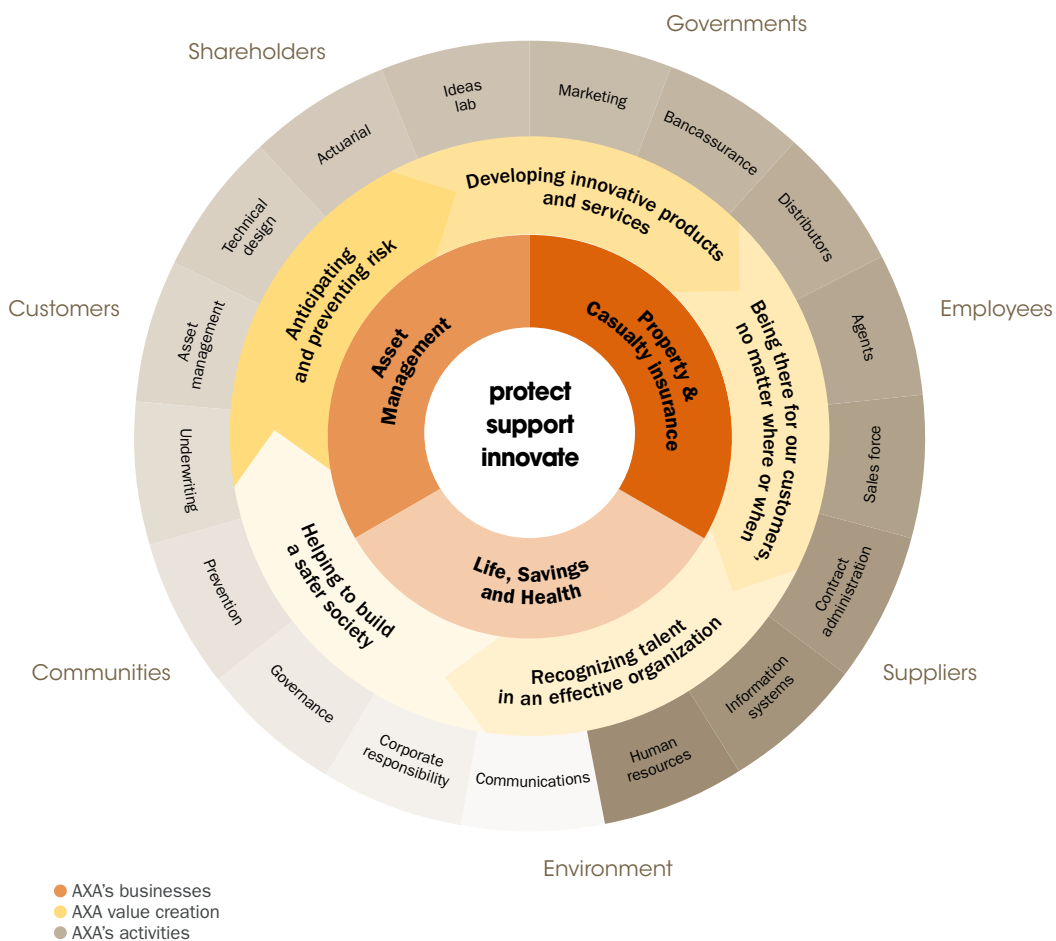 Governments
Shareholders
Ideas
lab
Marketing
Bancassurance
Actuarial
Distributors
Technical
design
Developing innovative products
and services
Anticipating
and preventing risk
Customers
Employees
Asset
management
Agents
Being there for our customers,
no matter where or when
Asset
Management
Property &
Casualty insurance
protect
support
innovate
Underwriting
Sales force
Helping to build
a safer society
Life, Savings
and Health
Prevention
Contract
administration
Recognizing talent
in an effective organization
Communities
Suppliers
Governance
Information
systems
Corporate
responsibility
Communications
Human
resources
Environment
AXA's businesses
AXA value creation
AXA's activities